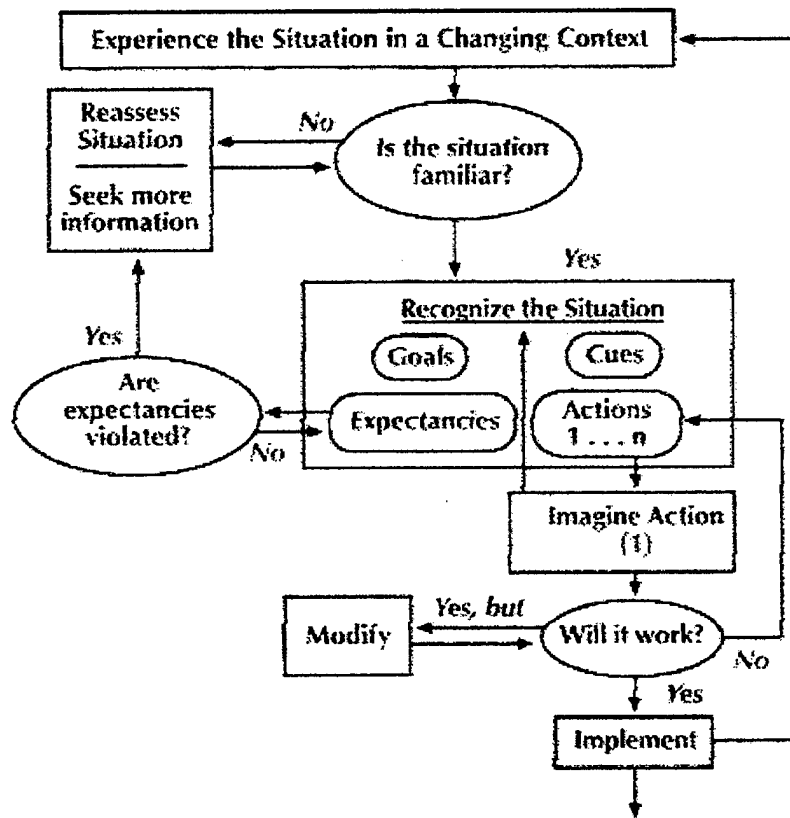 Experience the Situation in a Changing Context
Reassess
Situation
Seek more
information
No
Is the situation
familiar?
Yes
Yes
Recognize the Situation
Goals
Cues
Are
expectancies
violated?
No
Expectancies
Actions
1 . . . n
Imagine Action
(1)
Modify
Yes, but
Will it work?
No
Yes
Implement